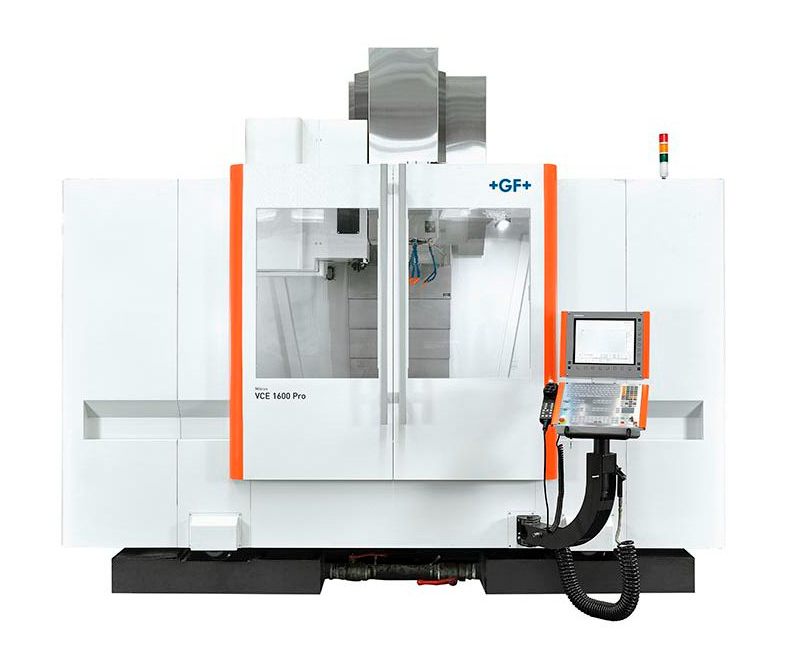 +GF+
Mikron
VCE 1600 Pro